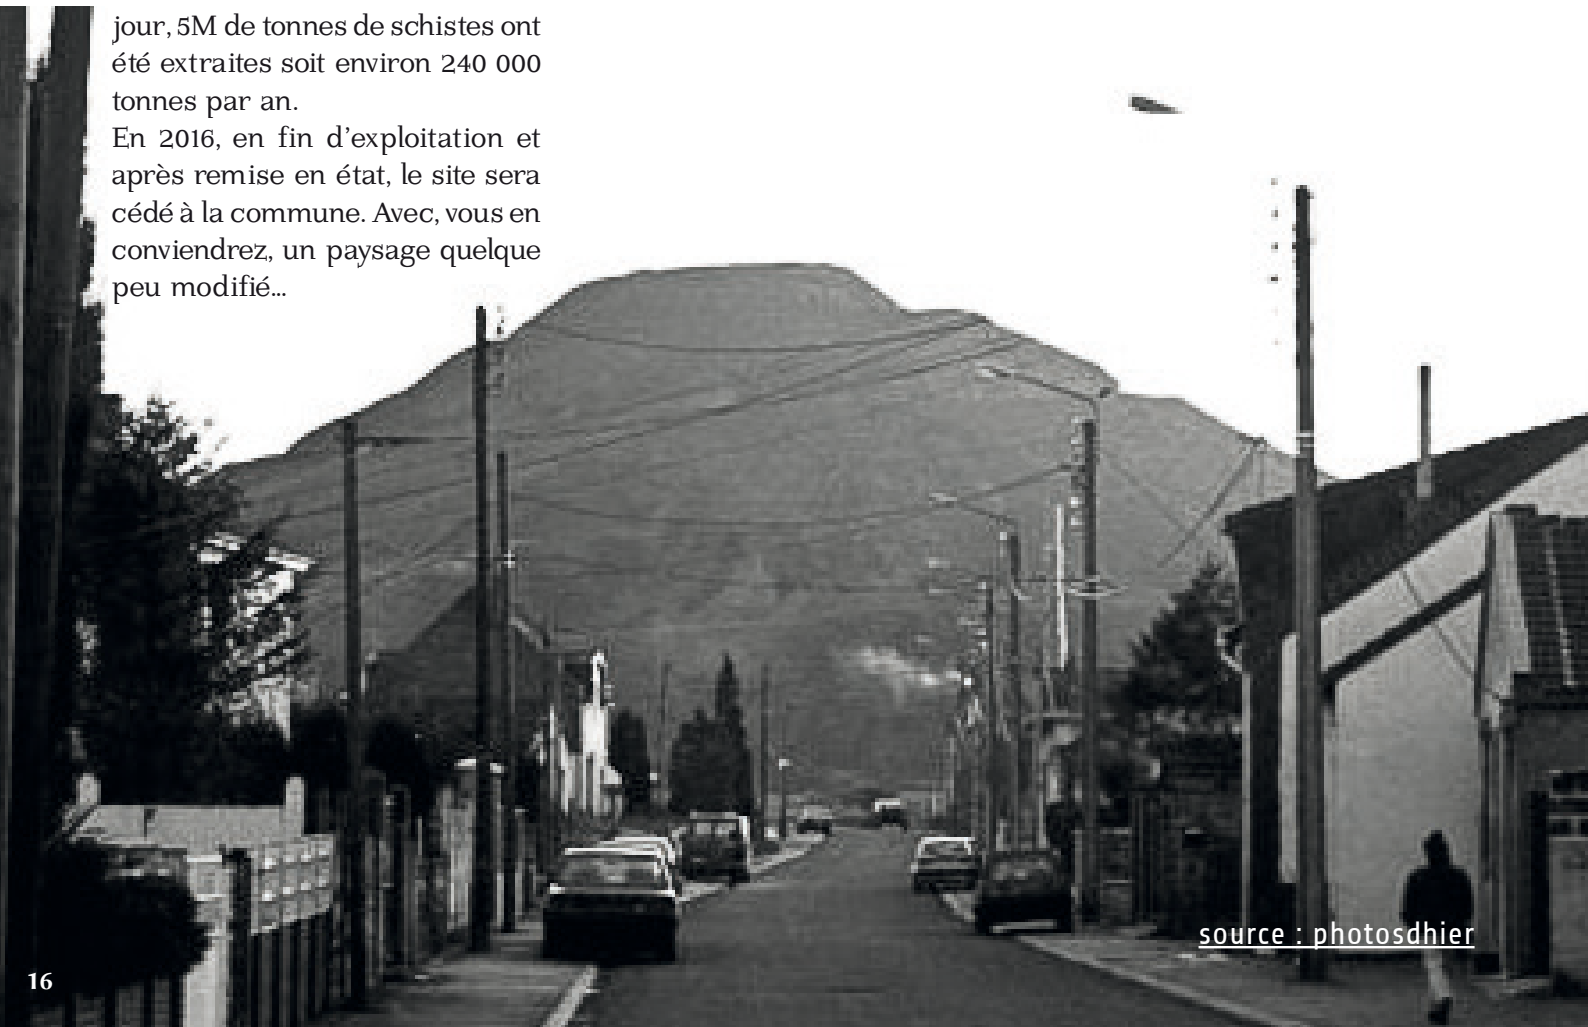 jour, 5M de tonnes de schistes ont
été extraites soit environ 240 000
tonnes par an.
En 2016, en fin d'exploitation et
après remise en état, le site sera
cédé à la commune. Avec, vous en
conviendrez, un paysage quelque
peu modifié...
source : photosdhier
16